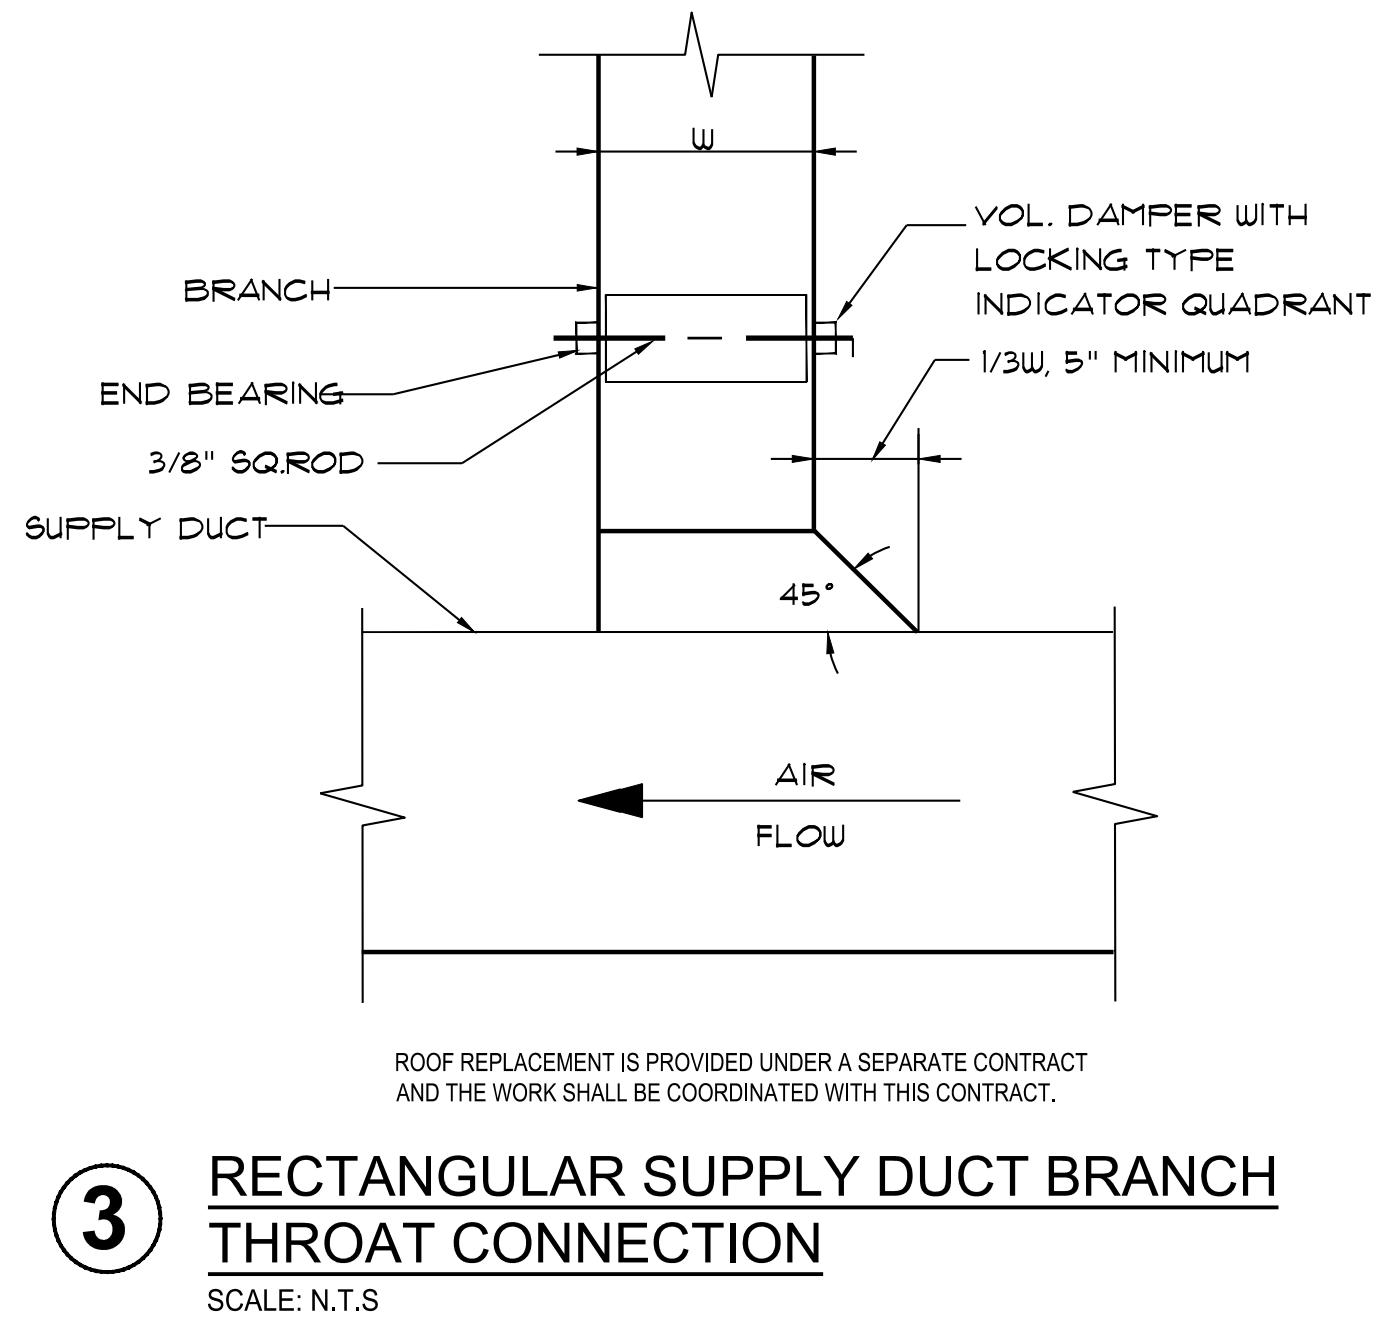 W
VOL. DAMPER WITH
LOCKING TYPE
INDICATOR QUADRANT
BRANCH
1/3W, 5" MINIMUM
END BEARING
3/8" SQ.ROD
SUPPLY DUCT
45°
AIR
FLOW
ROOF REPLACEMENT IS PROVIDED UNDER A SEPARATE CONTRACT
AND THE WORK SHALL BE COORDINATED WITH THIS CONTRACT.
3
RECTANGULAR SUPPLY DUCT BRANCH
THROAT CONNECTION
SCALE: N.T.S